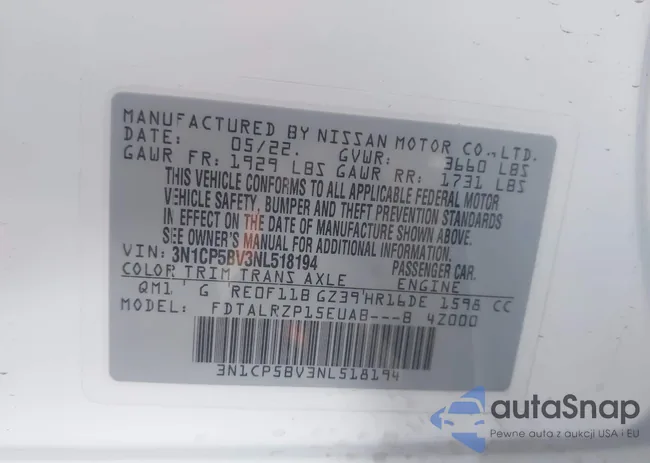 MANUFACTURED BY NISSAN MOTOR CO.,LTD.
DATE: 05/22. GVWR: 3660 LBS
GAWR FR: 1929 LBS GAWR RR: 1731 LBS
THIS VEHICLE CONFORMS TO ALL APPLICABLE FEDERAL MOTOR
VEHICLE SAFETY, BUMPER AND THEFT PREVENTION STANDARDS
IN EFFECT ON THE DATE OF MANUFACTURE SHOWN ABOVE.
SEE OWNER'S MANUAL FOR ADDITIONAL INFORMATION.
VIN: 3N1CP5BV3NL518194 PASSENGER CAR
COLOR TRIM TRANS AXLE ENGINE
QM1 G RE0F11B GZ39 HR16DE 1598 CC
MODEL: FDTALRZP15EUAB---B 4Z000
3N1CP5BV3NL518194
autaSnap
Pewne auta z aukcji USA i EU